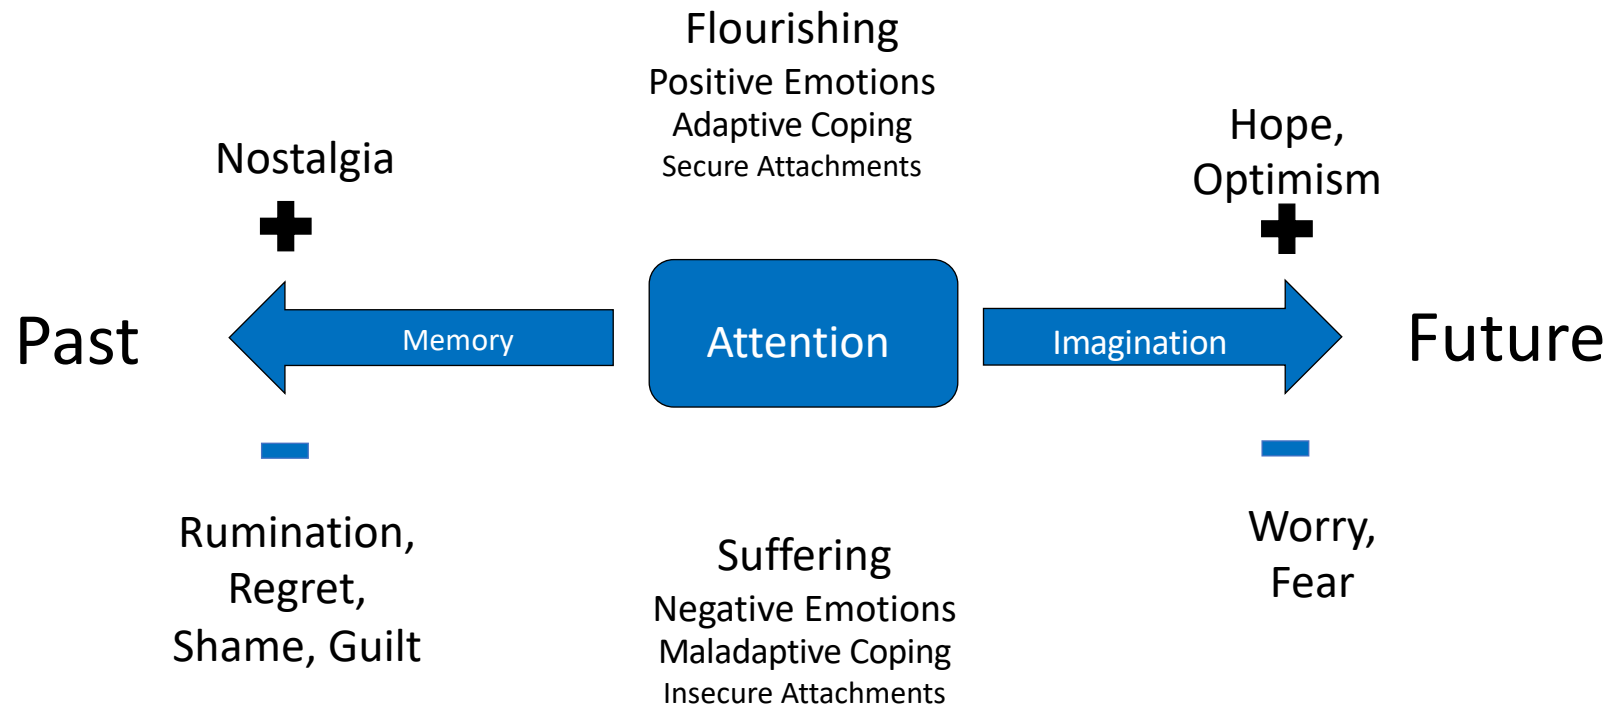 Flourishing
Positive Emotions
Adaptive Coping
Secure Attachments
Nostalgia
Hope,
Optimism
Past
Memory
Attention
Imagination
Future
Rumination,
Regret,
Shame, Guilt
Suffering
Negative Emotions
Maladaptive Coping
Insecure Attachments
Worry,
Fear